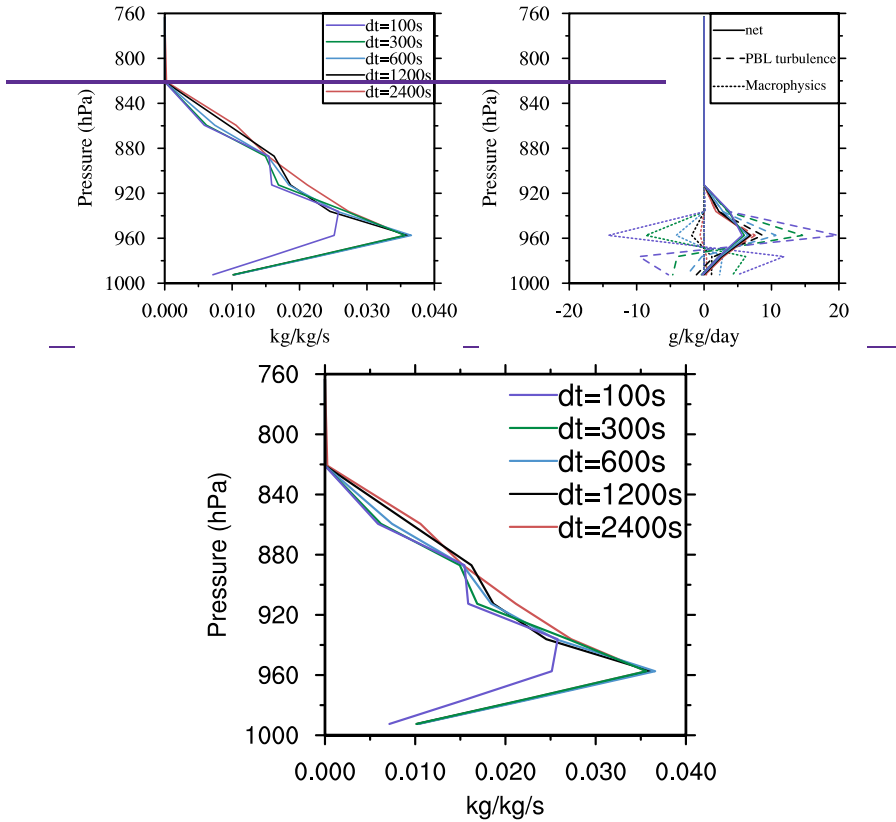 760
800
840
880
920
960
1000
Pressure (hPa)
0.000 0.010 0.020 0.030 0.040
kg/kg/s
dt=100s
dt=300s
dt=600s
dt=1200s
dt=2400s
760
800
840
880
920
960
1000
Pressure (hPa)
-20 -10 0 10 20
g/kg/day
net
PBL turbulence
Macrophysics
760
800
840
880
920
960
1000
Pressure (hPa)
0.000 0.010 0.020 0.030 0.040
kg/kg/s
dt=100s
dt=300s
dt=600s
dt=1200s
dt=2400s